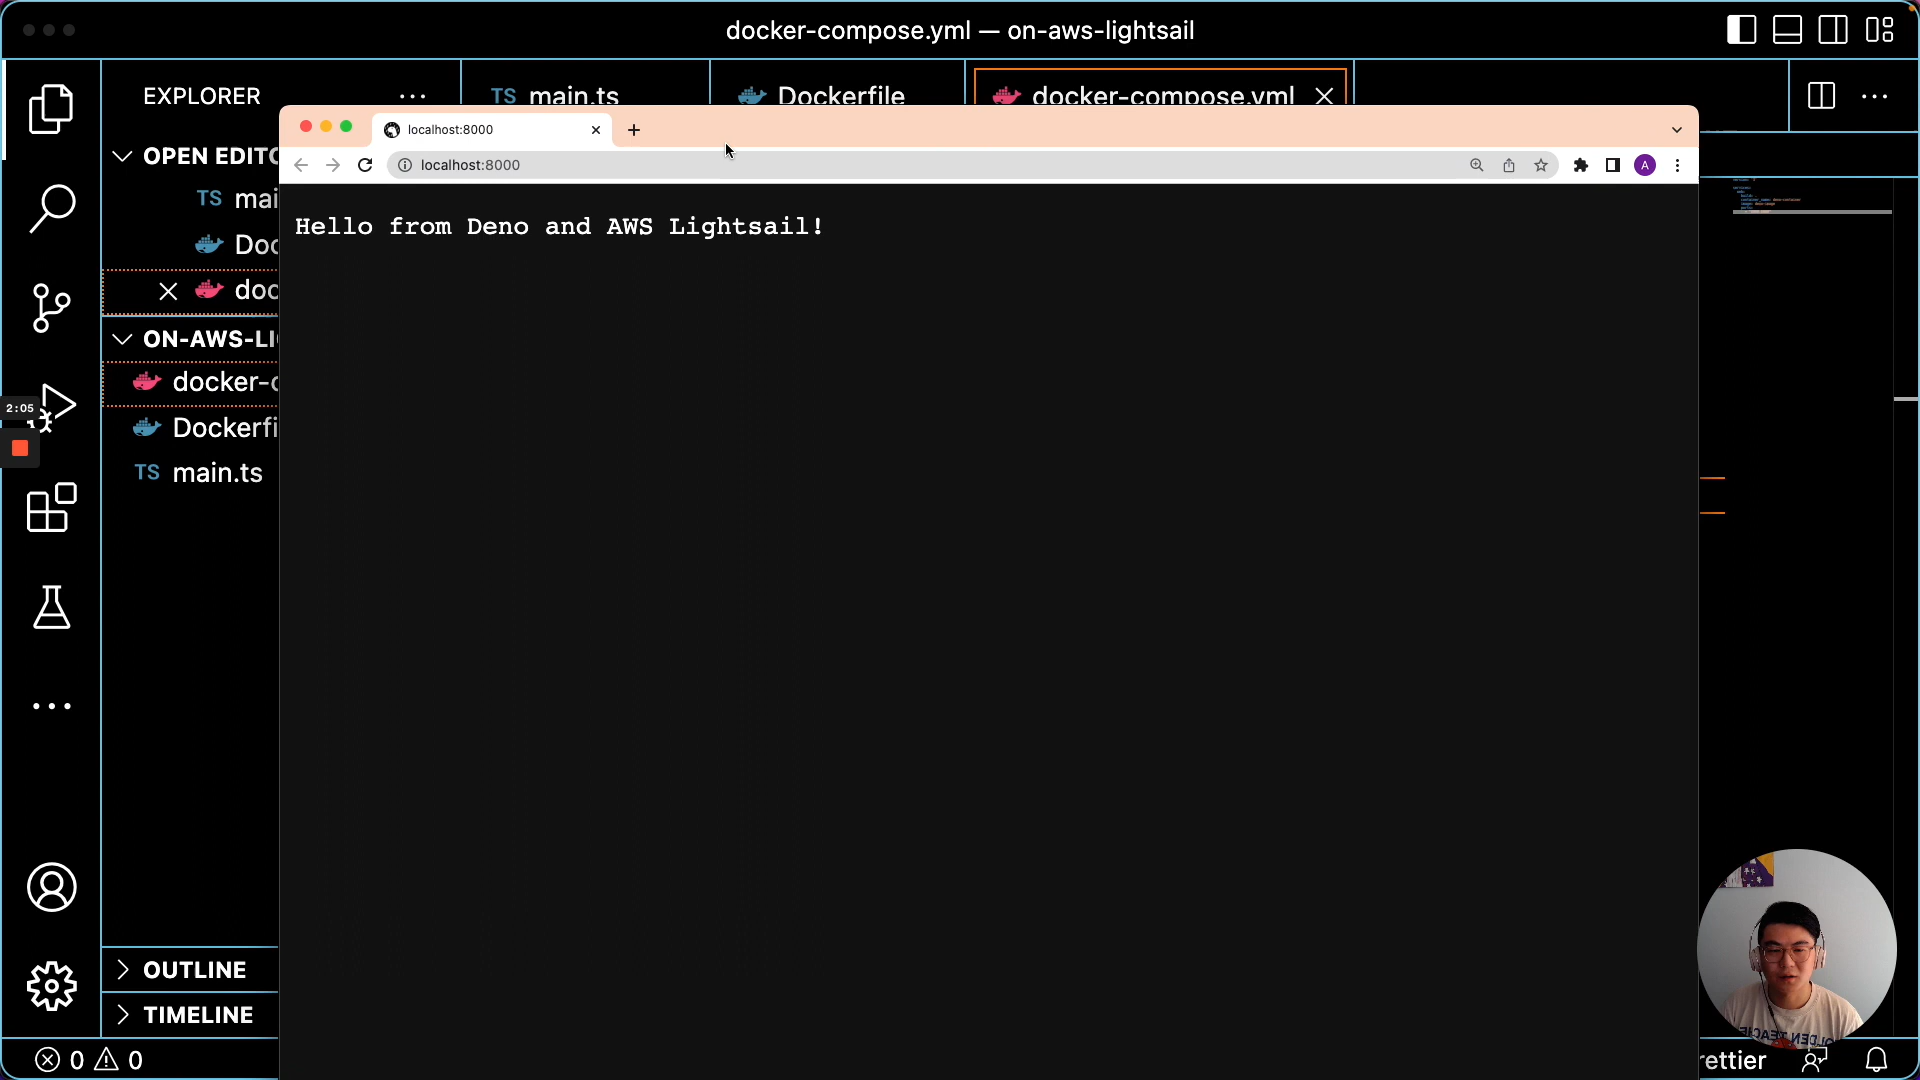 docker-compose.yml — on-aws-lightsail
EXPLORER
TS main.ts
Dockerfile
docker-compose.yml
localhost:8000
localhost:8000
A
Hello from Deno and AWS Lightsail!
OPEN EDITO
TS mai
Doc
doc
ON-AWS-LI
docker-c
Dockerfi
TS main.ts
2:05
OUTLINE
TIMELINE
0 0
rettier